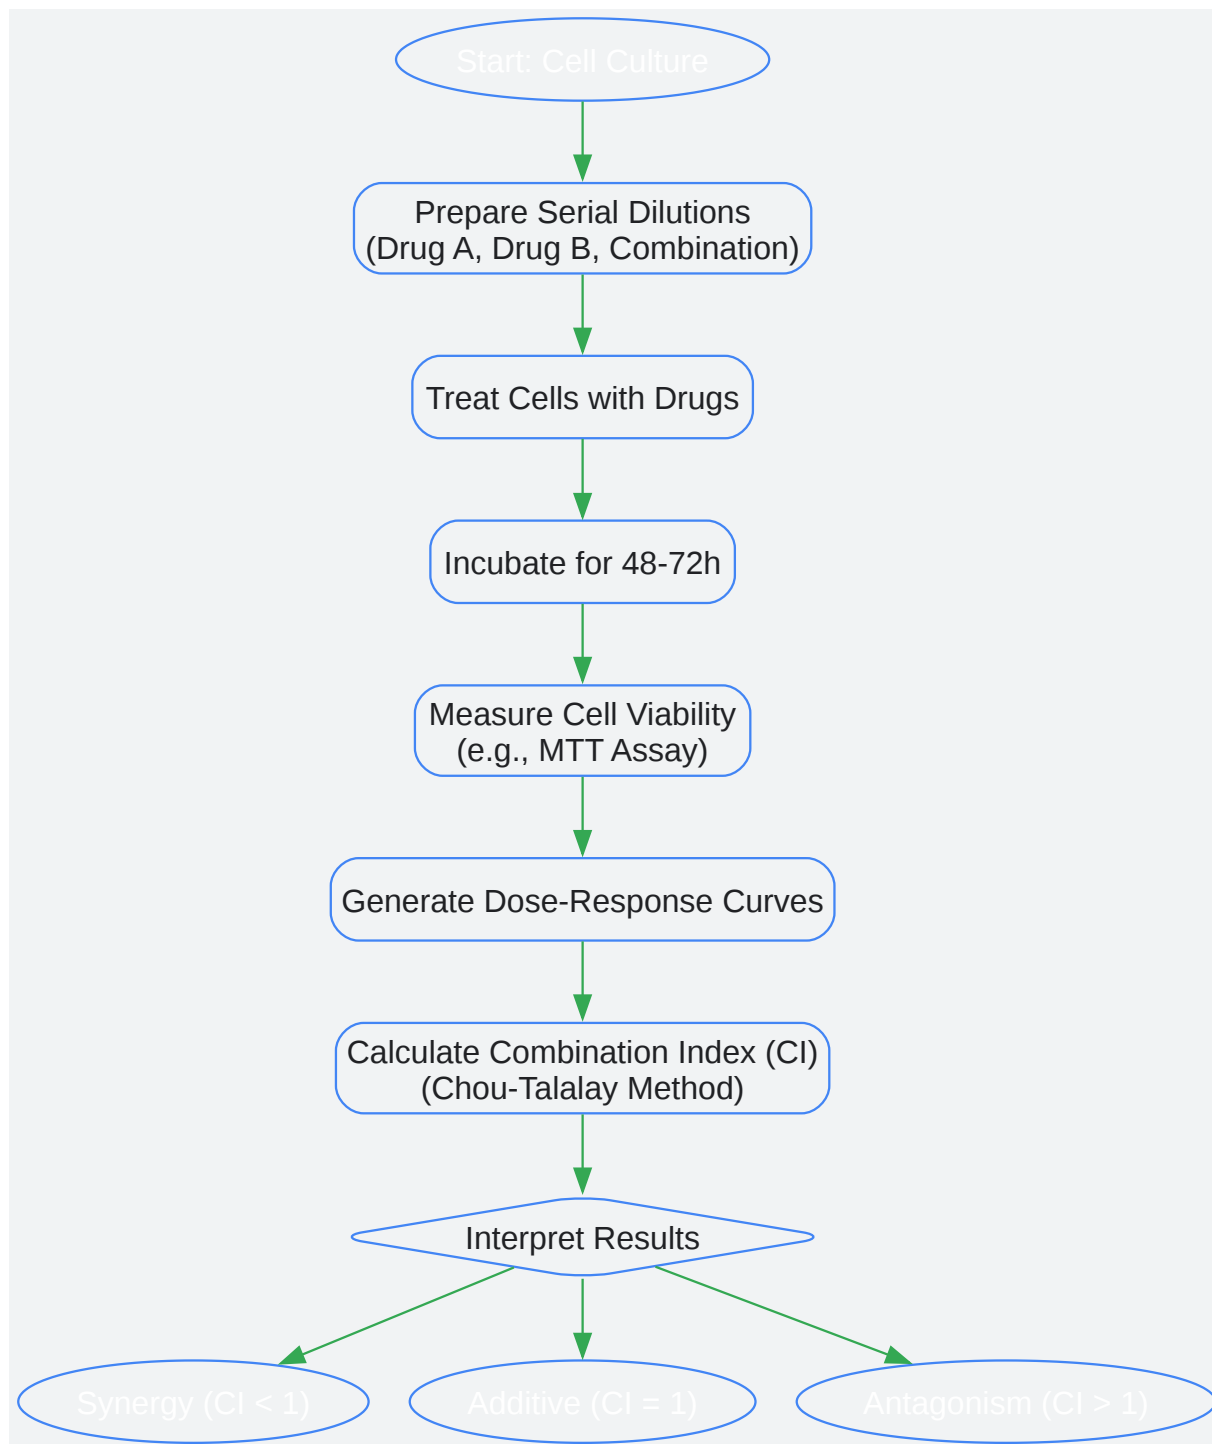 Start: Cell Culture
Prepare Serial Dilutions
(Drug A, Drug B, Combination)
Treat Cells with Drugs
Incubate for 48-72h
Measure Cell Viability
(e.g., MTT Assay)
Generate Dose-Response Curves
Calculate Combination Index (CI)
(Chou-Talalay Method)
Interpret Results
Synergy (CI < 1)
Additive (CI = 1)
Antagonism (CI > 1)